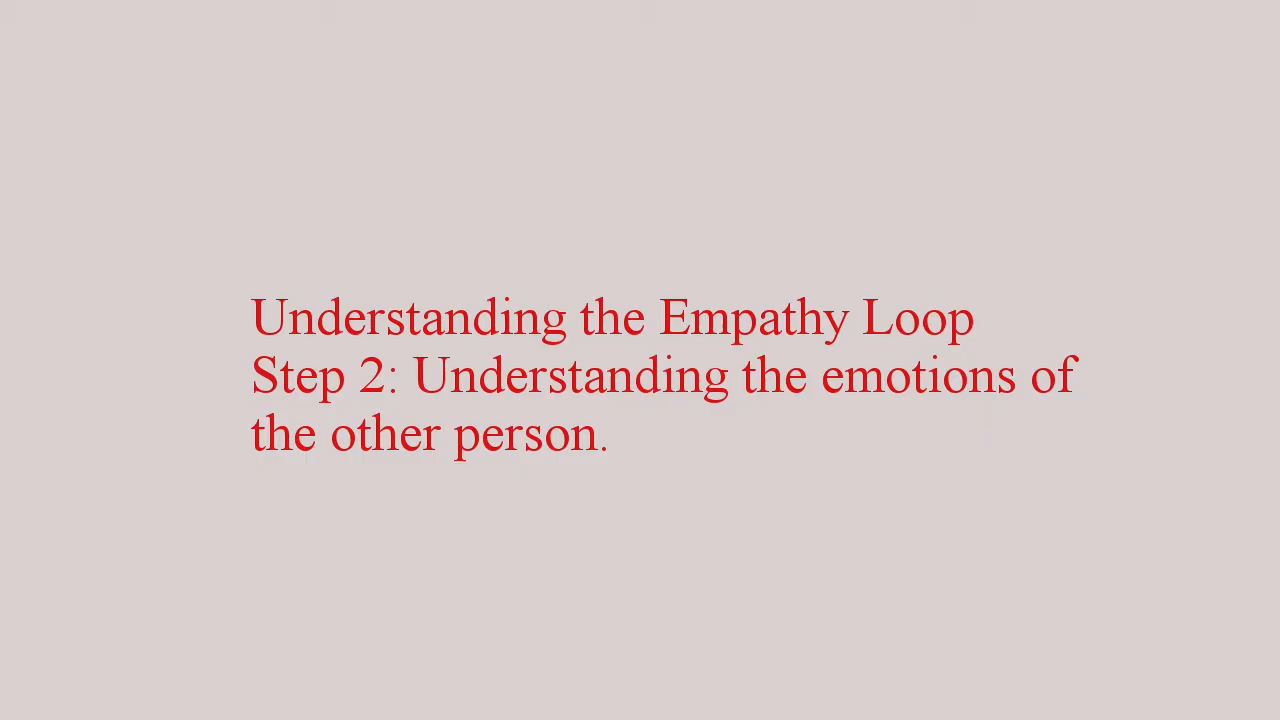 Understanding the Empathy Loop
Step 2: Understanding the emotions of
the other person.